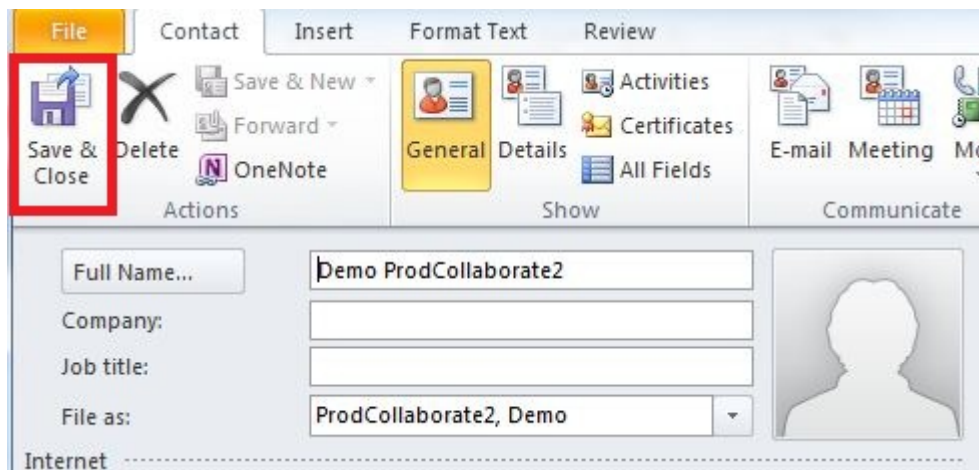 File Contact Insert Format Text Review
Save & Close
Delete
Save & New
Forward
OneNote
General
Details
Activities
Certificates
All Fields
E-mail
Meeting
Actions
Show
Communicate
Full Name...
Demo ProdCollaborate2
Company:
Job title:
File as:
ProdCollaborate2, Demo
Internet